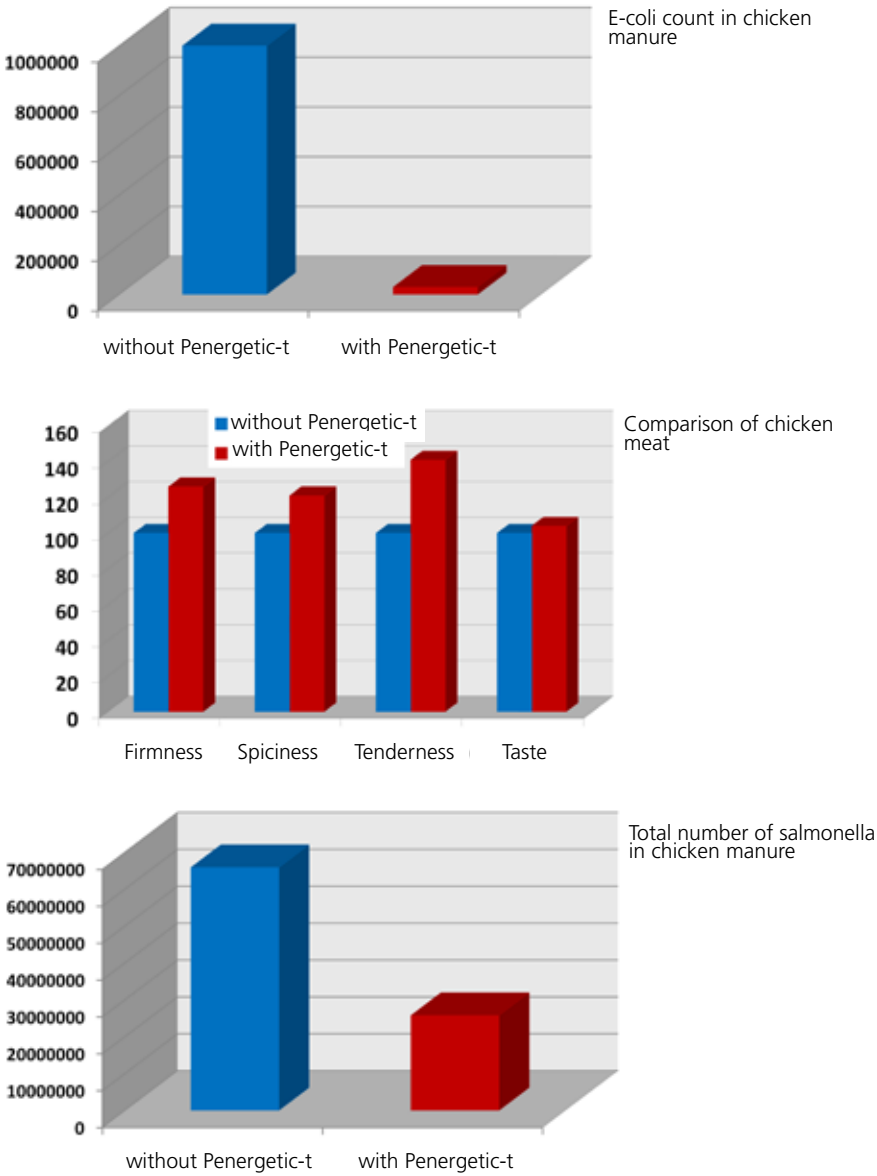 E-coli count in chicken
manure
1000000
800000
600000
400000
200000
0
without Penergetic-t
with Penergetic-t
Comparison of chicken
meat
without Penergetic-t
with Penergetic-t
160
140
120
100
80
60
40
20
0
Firmness
Spiciness
Tenderness
Taste
Total number of salmonella
in chicken manure
70000000
60000000
50000000
40000000
30000000
20000000
10000000
0
without Penergetic-t
with Penergetic-t